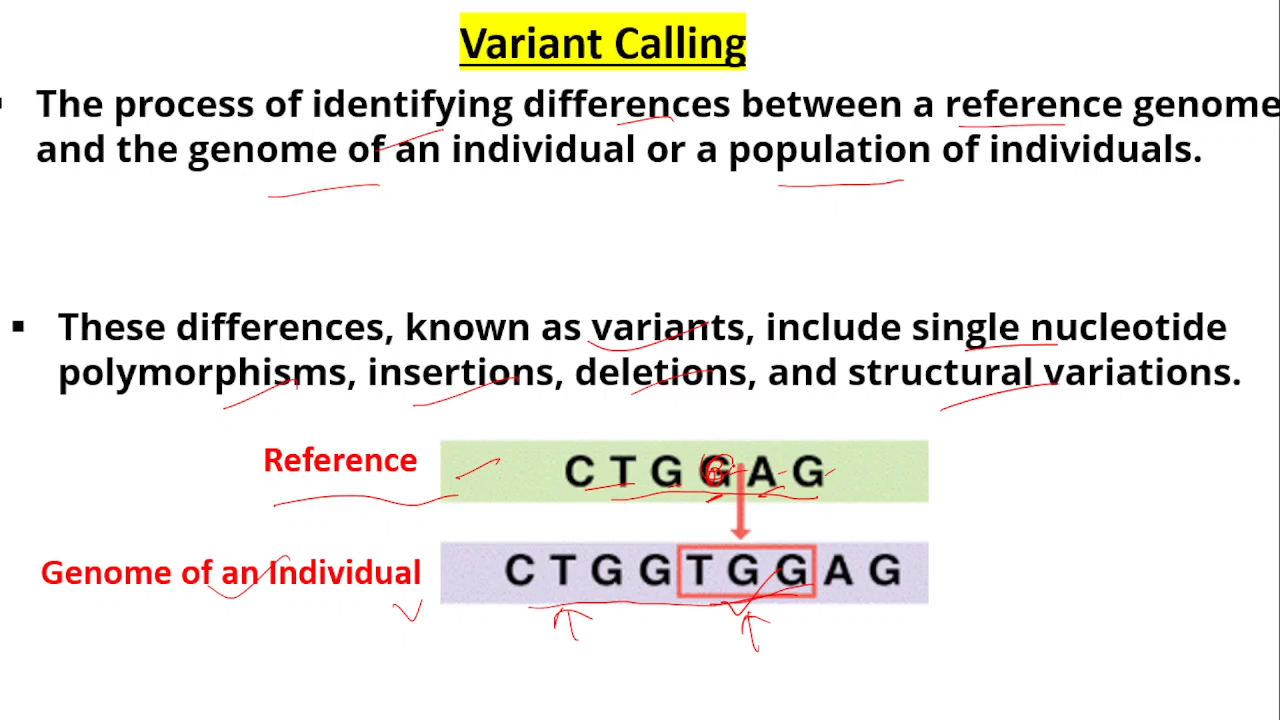 Variant Calling
The process of identifying differences between a reference genome
and the genome of an individual or a population of individuals.
▪ These differences, known as variants, include single nucleotide
polymorphisms, insertions, deletions, and structural variations.
Reference C T G G A G
Genome of an Individual C T G G T G G A G